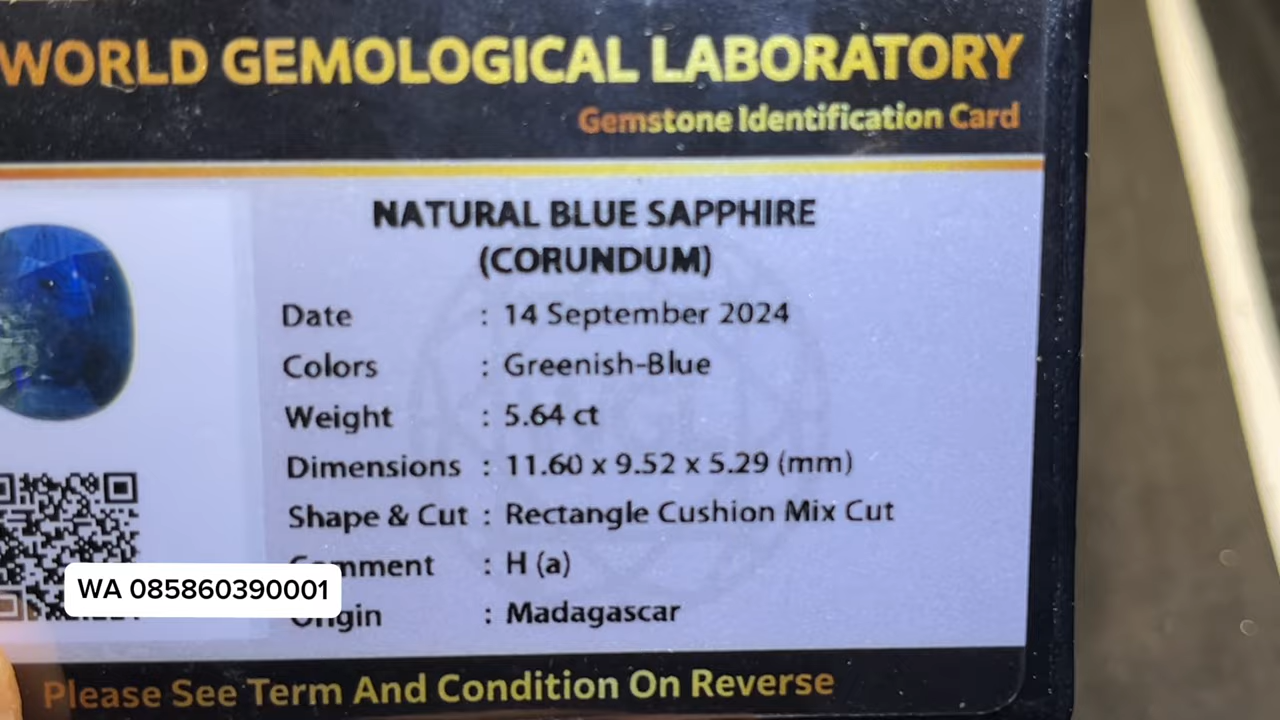 WORLD GEMOLOGICAL LABORATORY
Gemstone Identification Card
NATURAL BLUE SAPPHIRE
(CORUNDUM)
Date : 14 September 2024
Colors : Greenish-Blue
Weight : 5.64 ct
Dimensions : 11.60 x 9.52 x 5.29 (mm)
Shape & Cut : Rectangle Cushion Mix Cut
Comment : H (a)
WA 085860390001
Origin : Madagascar
Please See Term And Condition On Reverse